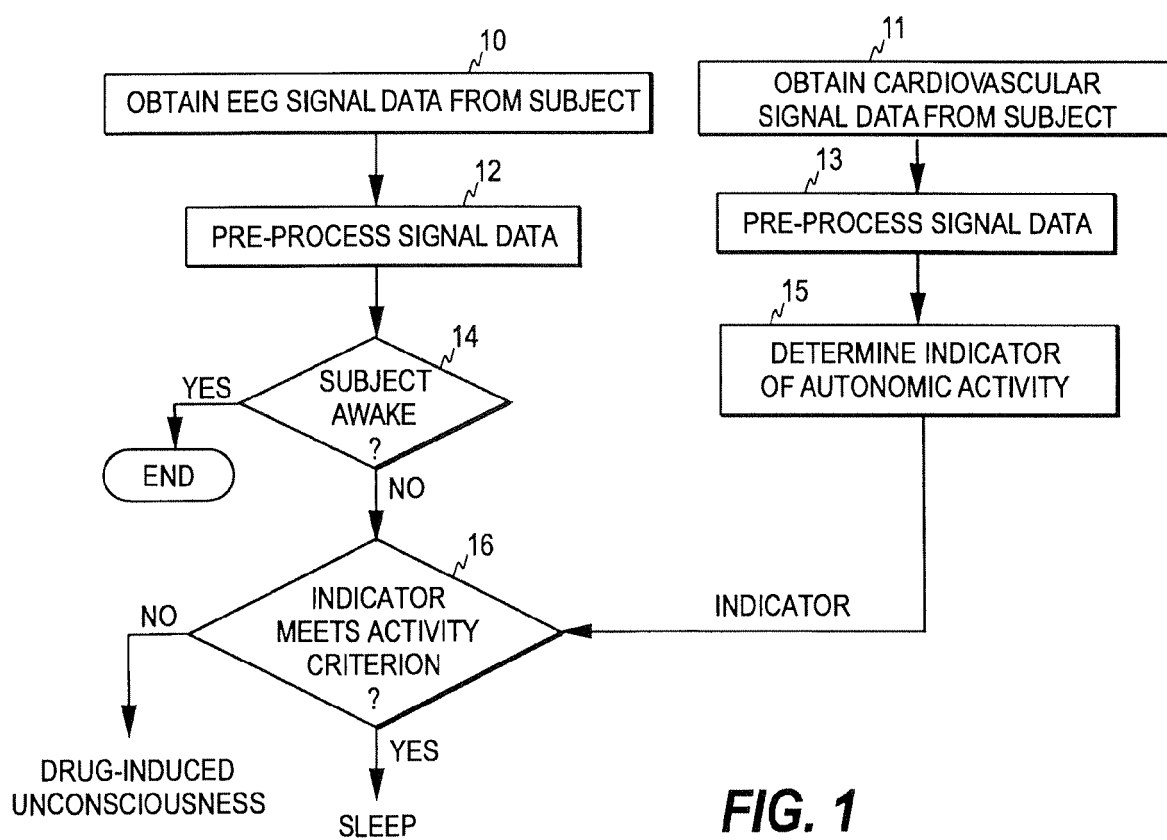 10
OBTAIN EEG SIGNAL DATA FROM SUBJECT
12
PRE-PROCESS SIGNAL DATA
14
SUBJECT
AWAKE
?
YES
END
NO
11
OBTAIN CARDIOVASCULAR
SIGNAL DATA FROM SUBJECT
13
PRE-PROCESS SIGNAL DATA
15
DETERMINE INDICATOR
OF AUTONOMIC ACTIVITY
INDICATOR
16
INDICATOR
MEETS ACTIVITY
CRITERION
?
NO
DRUG-INDUCED
UNCONSCIOUSNESS
YES
SLEEP
FIG. 1